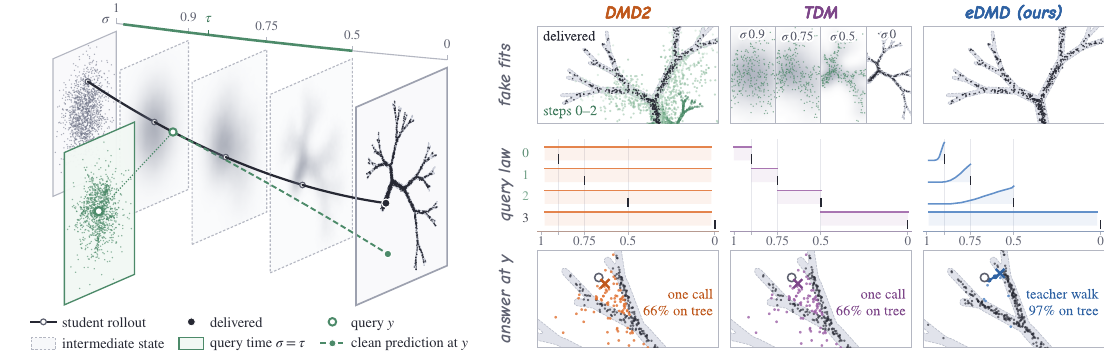 σ 1 0.9 τ 0.75 0.5 0
student rollout
delivered
query y
intermediate state
query time σ = τ
clean prediction at y
DMD2
TDM
eDMD (ours)
fake fits
delivered
steps 0–2
σ 0.9
σ 0.75
σ 0.5
σ 0
query law
0
1
2
3
1 0.75 0.5 0
1 0.75 0.5 0
1 0.75 0.5
answer at y
one call
66% on tree
one call
66% on tree
teacher walk
97% on tree